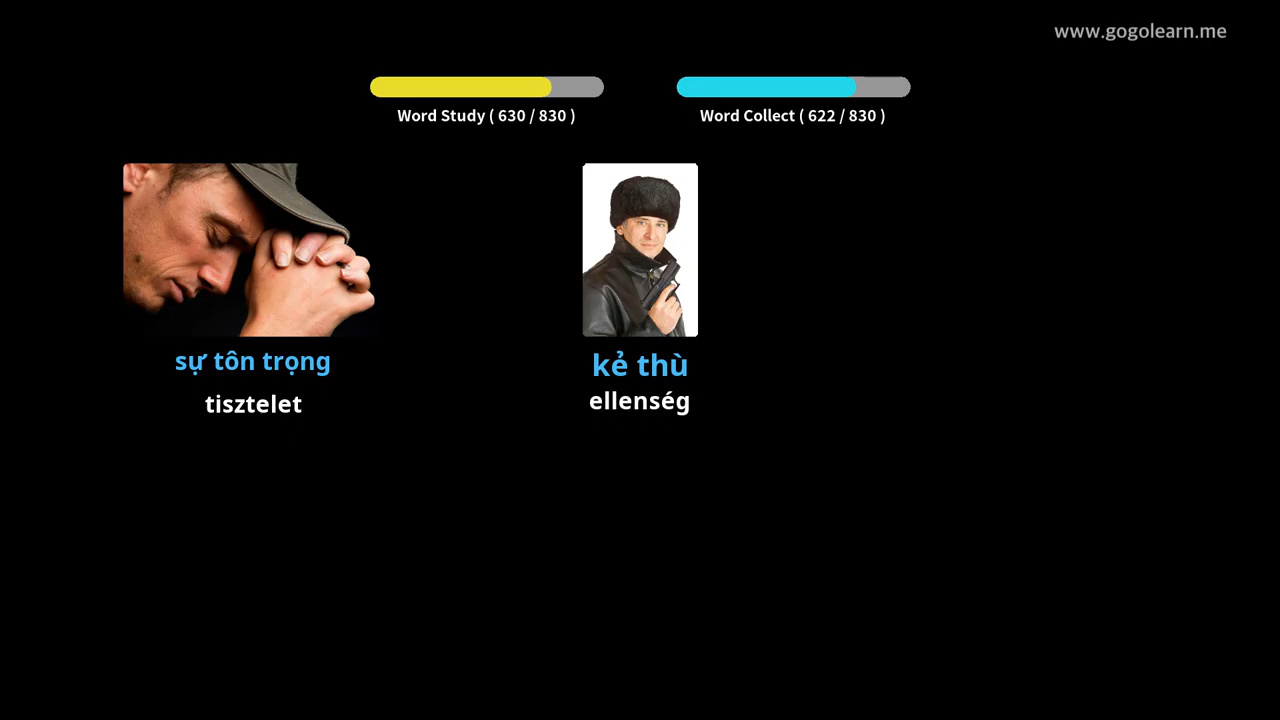 www.gogolearn.me
Word Study ( 630 / 830 )
Word Collect ( 622 / 830 )
sự tôn trọng
tisztelet
kẻ thù
ellenség